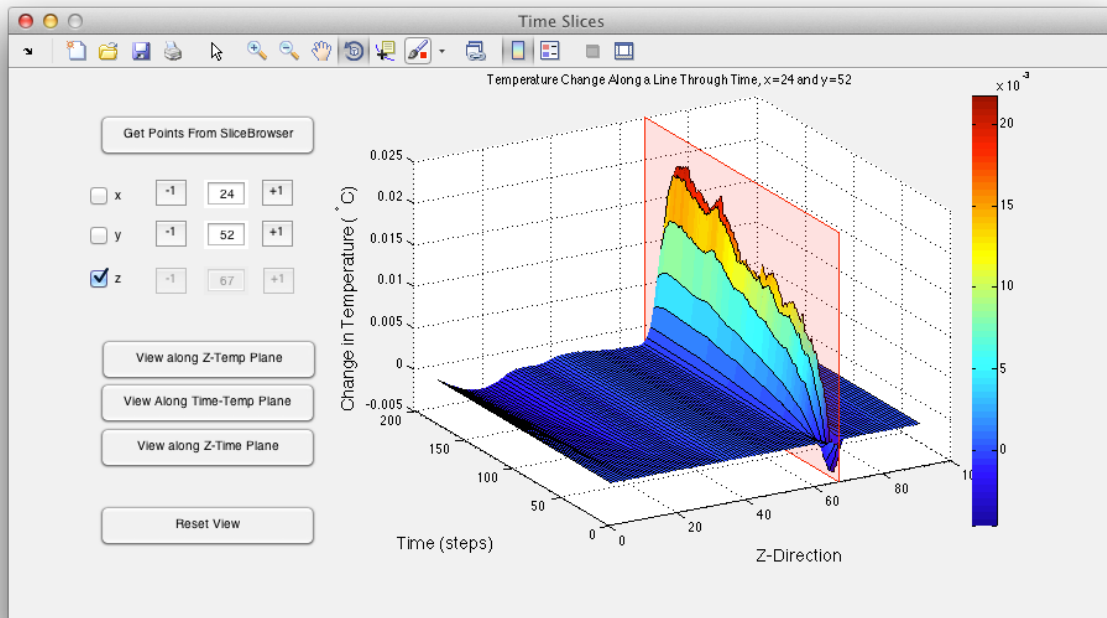 Time Slices
Temperature Change Along a Line Through Time, x=24 and y=52
x 10 -3
Get Points From SliceBrowser
x -1 24 +1
y -1 52 +1
z -1 67 +1
View along Z-Temp Plane
View Along Time-Temp Plane
View along Z-Time Plane
Reset View
Change in Temperature (°C)
0.025
0.02
0.015
0.01
0.005
0
-0.005
200
150
100
50
0
Time (steps)
0
20
40
60
80
Z-Direction
20
15
10
5
0